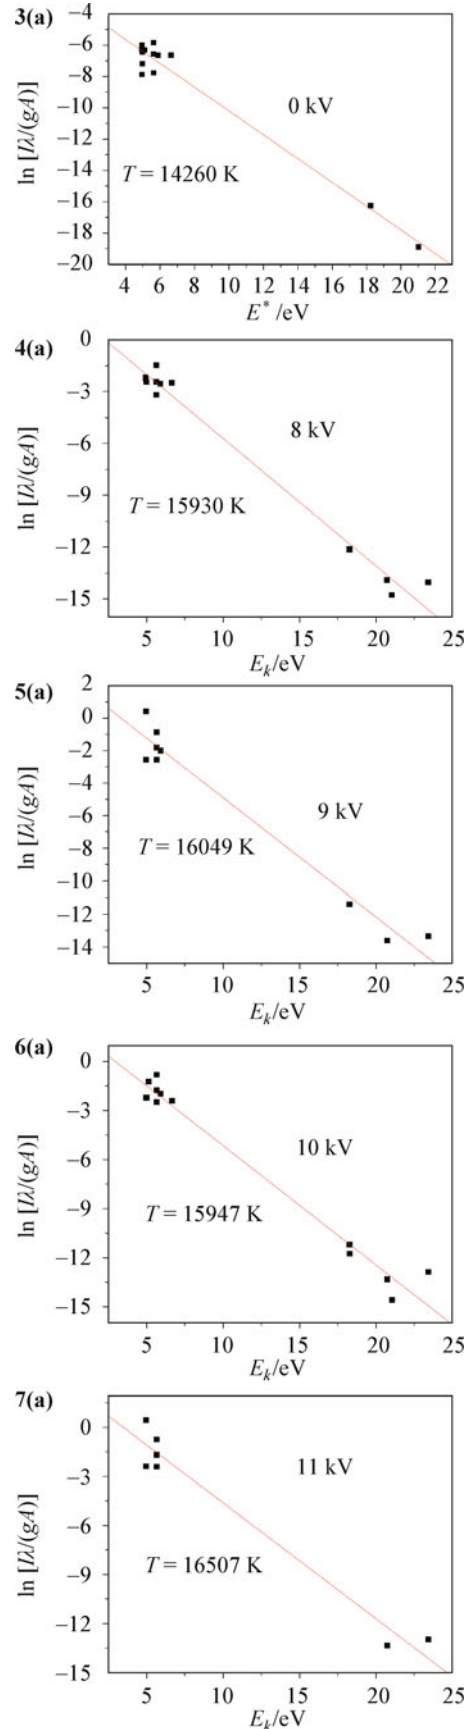 3(a)
ln [Iλ/(gA)]
−4
−6
−8
−10
−12
−14
−16
−18
−20
0 kV
T = 14260 K
4 6 8 10 12 14 16 18 20 22
E* /eV
4(a)
ln [Iλ/(gA)]
0
−3
−6
−9
−12
−15
8 kV
T = 15930 K
5 10 15 20 25
Ek/eV
5(a)
ln [Iλ/(gA)]
2
0
−2
−4
−6
−8
−10
−12
−14
9 kV
T = 16049 K
5 10 15 20 25
Ek/eV
6(a)
ln [Iλ/(gA)]
0
−3
−6
−9
−12
−15
10 kV
T = 15947 K
5 10 15 20 25
Ek/eV
7(a)
ln [Iλ/(gA)]
0
−3
−6
−9
−12
−15
11 kV
T = 16507 K
5 10 15 20 25
Ek/eV